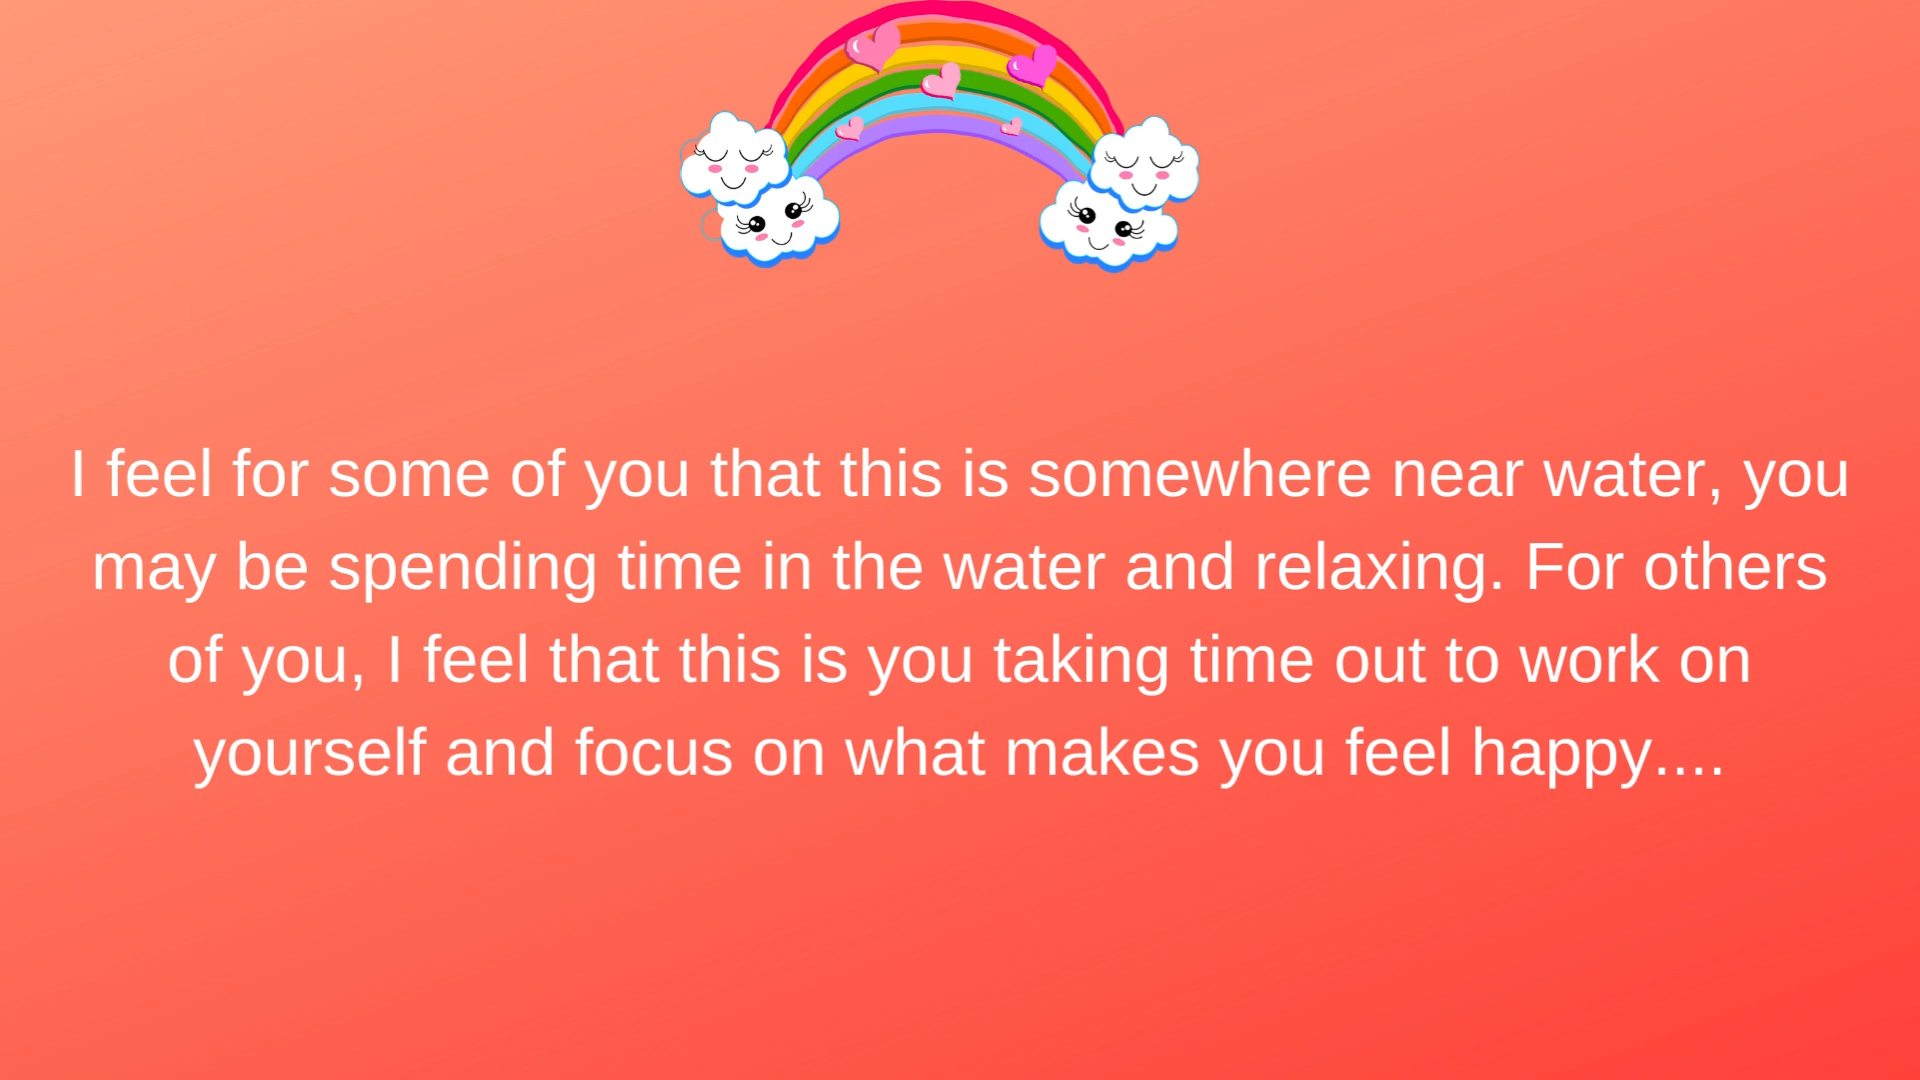 I feel for some of you that this is somewhere near water, you
may be spending time in the water and relaxing. For others
of you, I feel that this is you taking time out to work on
yourself and focus on what makes you feel happy....